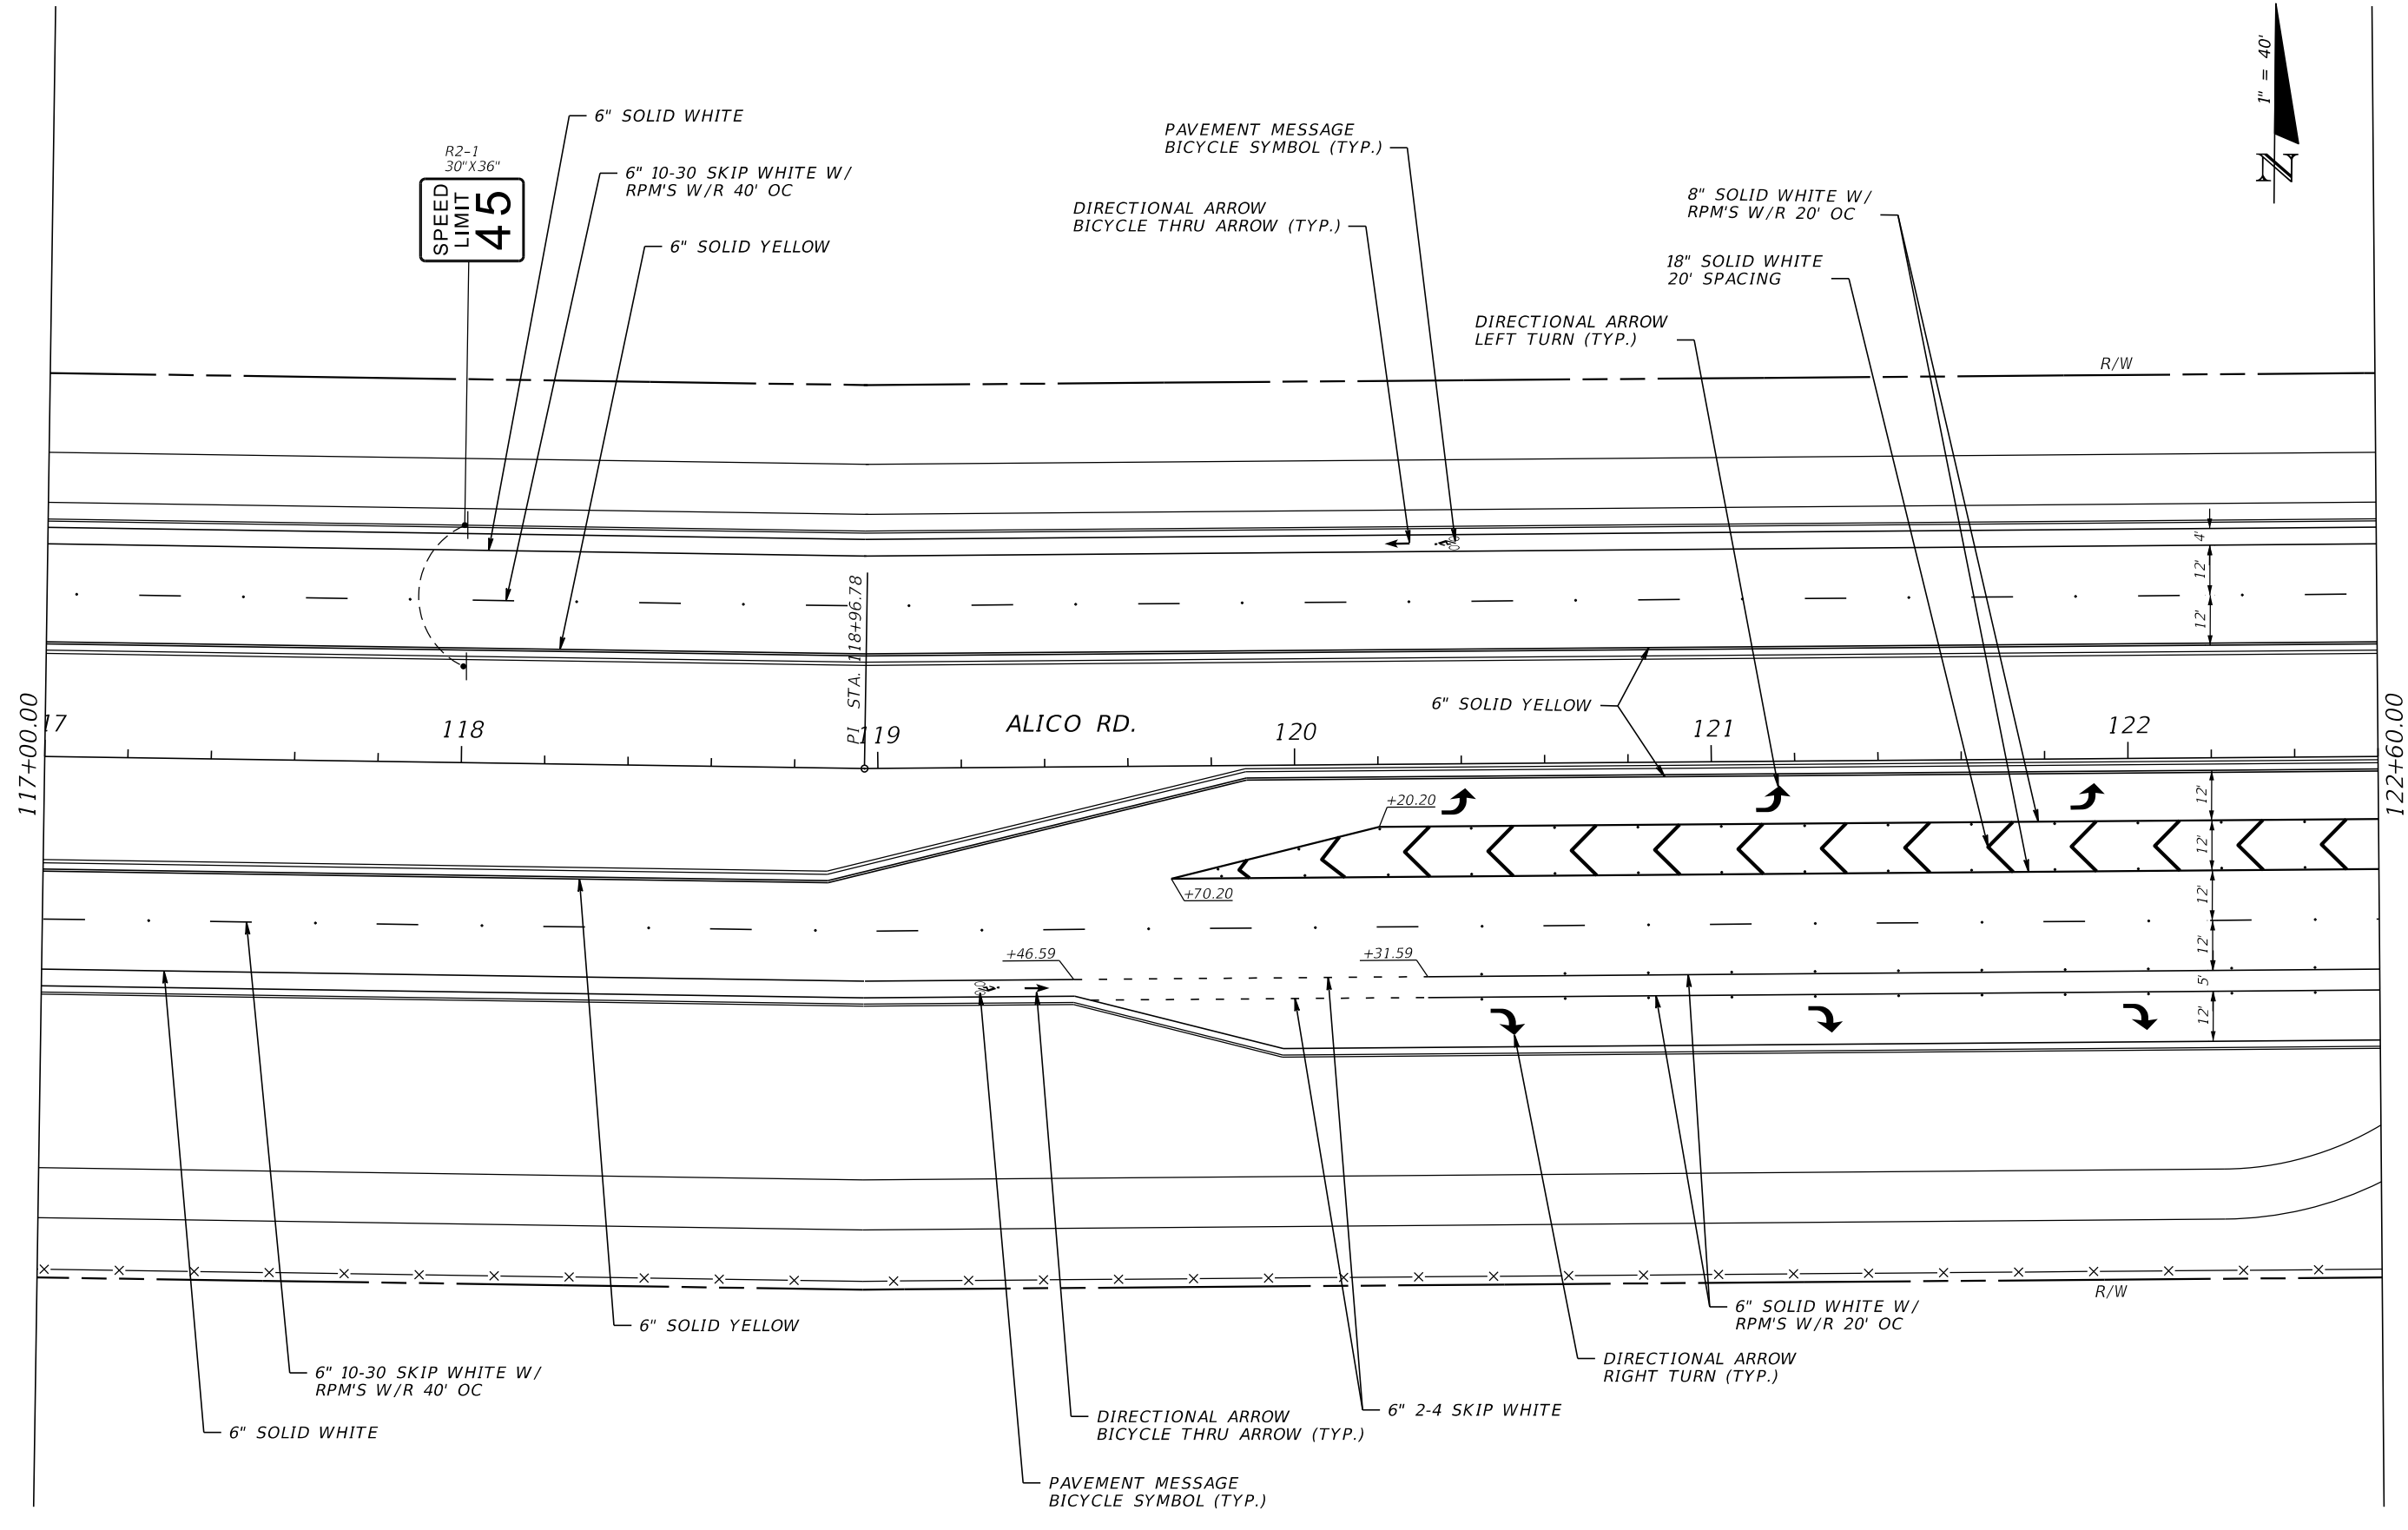 1" = 40'
N
6" SOLID WHITE
R2-1
30"X36"
SPEED
LIMIT
45
6" 10-30 SKIP WHITE W/
RPM'S W/R 40' OC
6" SOLID YELLOW
PAVEMENT MESSAGE
BICYCLE SYMBOL (TYP.)
DIRECTIONAL ARROW
BICYCLE THRU ARROW (TYP.)
8" SOLID WHITE W/
RPM'S W/R 20' OC
18" SOLID WHITE
20' SPACING
DIRECTIONAL ARROW
LEFT TURN (TYP.)
R/W
4'
12'
12'
PI STA. 118+96.78
6" SOLID YELLOW
117+00.00
17
118
119
ALICO RD.
120
121
122
122+60.00
+20.20
12'
12'
+70.20
12'
+46.59
+31.59
12'
5'
12'
R/W
6" SOLID WHITE W/
RPM'S W/R 20' OC
6" SOLID YELLOW
DIRECTIONAL ARROW
RIGHT TURN (TYP.)
6" 10-30 SKIP WHITE W/
RPM'S W/R 40' OC
6" 2-4 SKIP WHITE
DIRECTIONAL ARROW
BICYCLE THRU ARROW (TYP.)
6" SOLID WHITE
PAVEMENT MESSAGE
BICYCLE SYMBOL (TYP.)